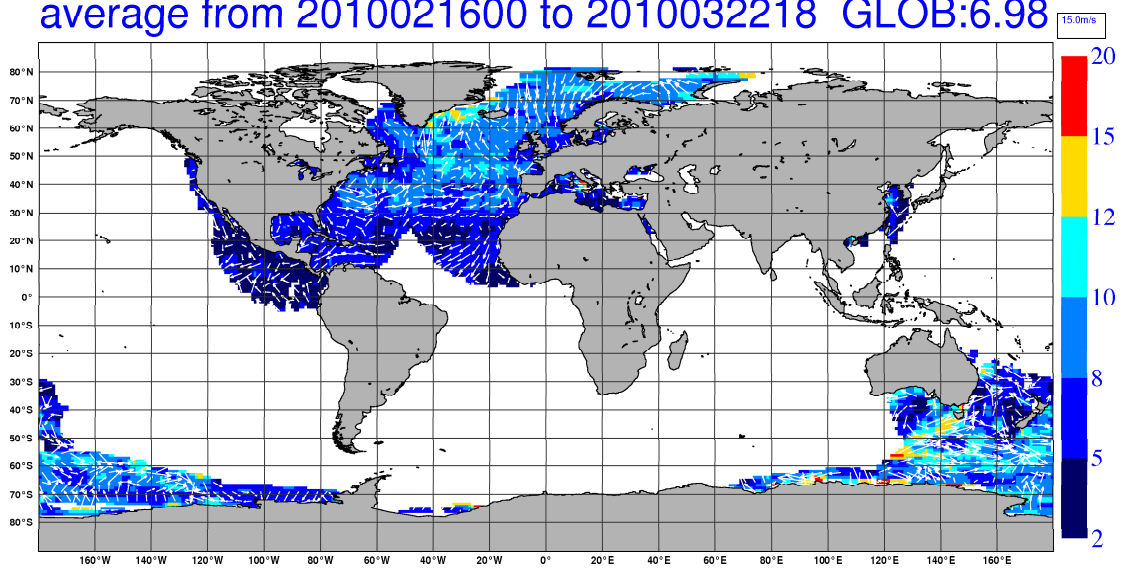 average from 2010021600 to 2010032218 GLOB:6.98
15.0m/s
20
15
12
10
8
5
2
80°N
70°N
60°N
50°N
40°N
30°N
20°N
10°N
0°
10°S
20°S
30°S
40°S
50°S
60°S
70°S
80°S
160°W 140°W 120°W 100°W 80°W 60°W 40°W 20°W 0° 20°E 40°E 60°E 80°E 100°E 120°E 140°E 160°E